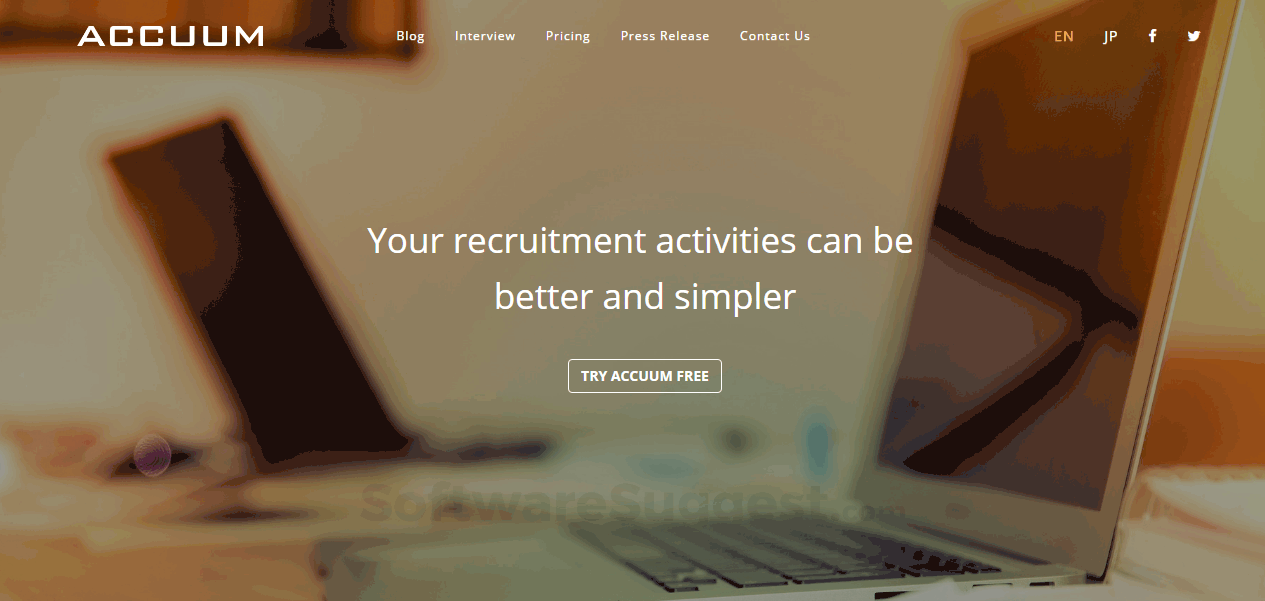 ACCUUM
Blog Interview Pricing Press Release Contact Us
EN JP
Your recruitment activities can be
better and simpler
TRY ACCUUM FREE
SoftwareSuggest.com